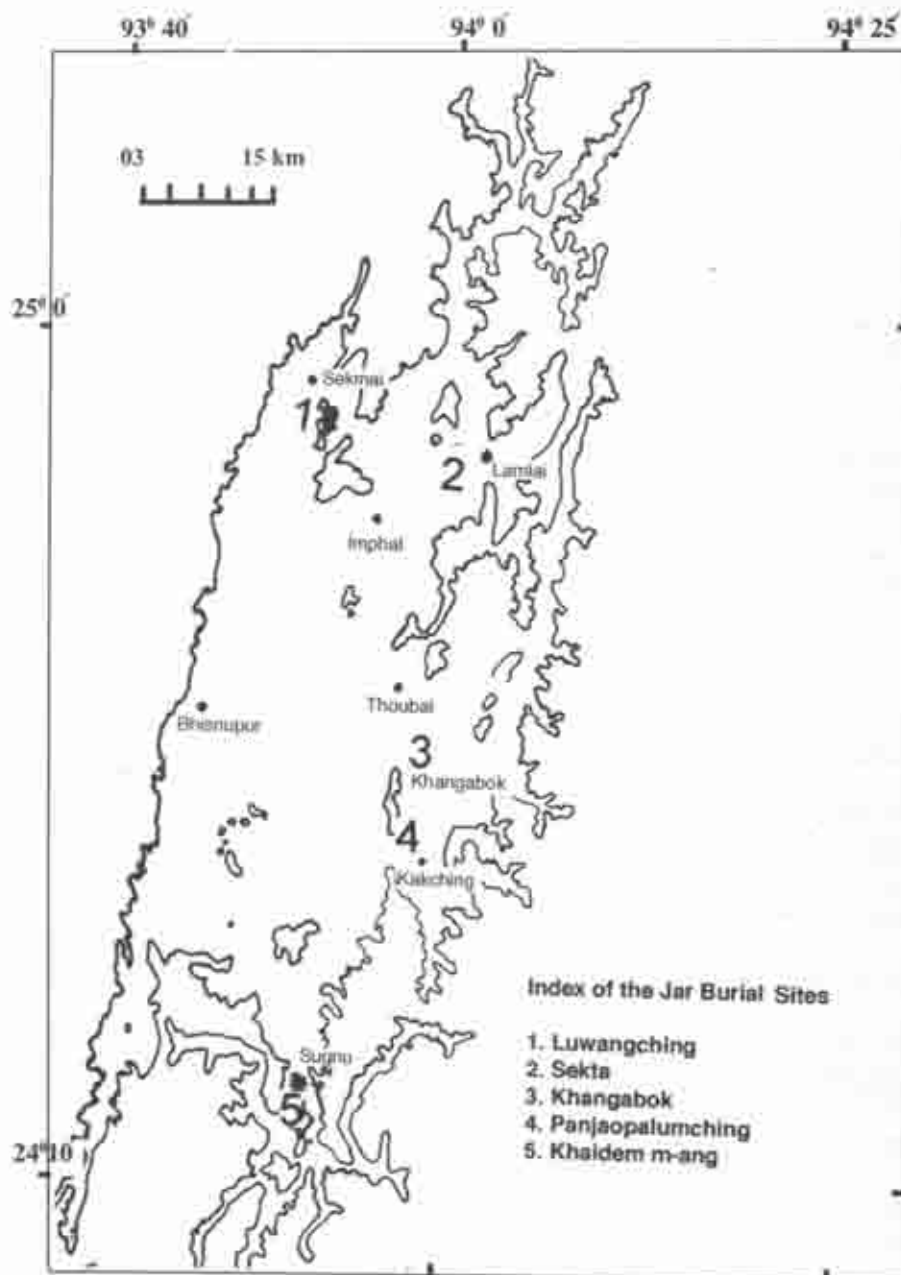 93° 40´ 94° 0´ 94° 25´
03 15 km
25° 0´
Sekmai
1
2
Lamlai
Imphal
Thoubal
Bhisnupur
3
Khangabok
4
Kakching
Index of the Jar Burial Sites
1. Luwangching
2. Sekta
3. Khangabok
4. Panjaopalumching
5. Khaidem m-ang
Sugnu
5
24° 10´